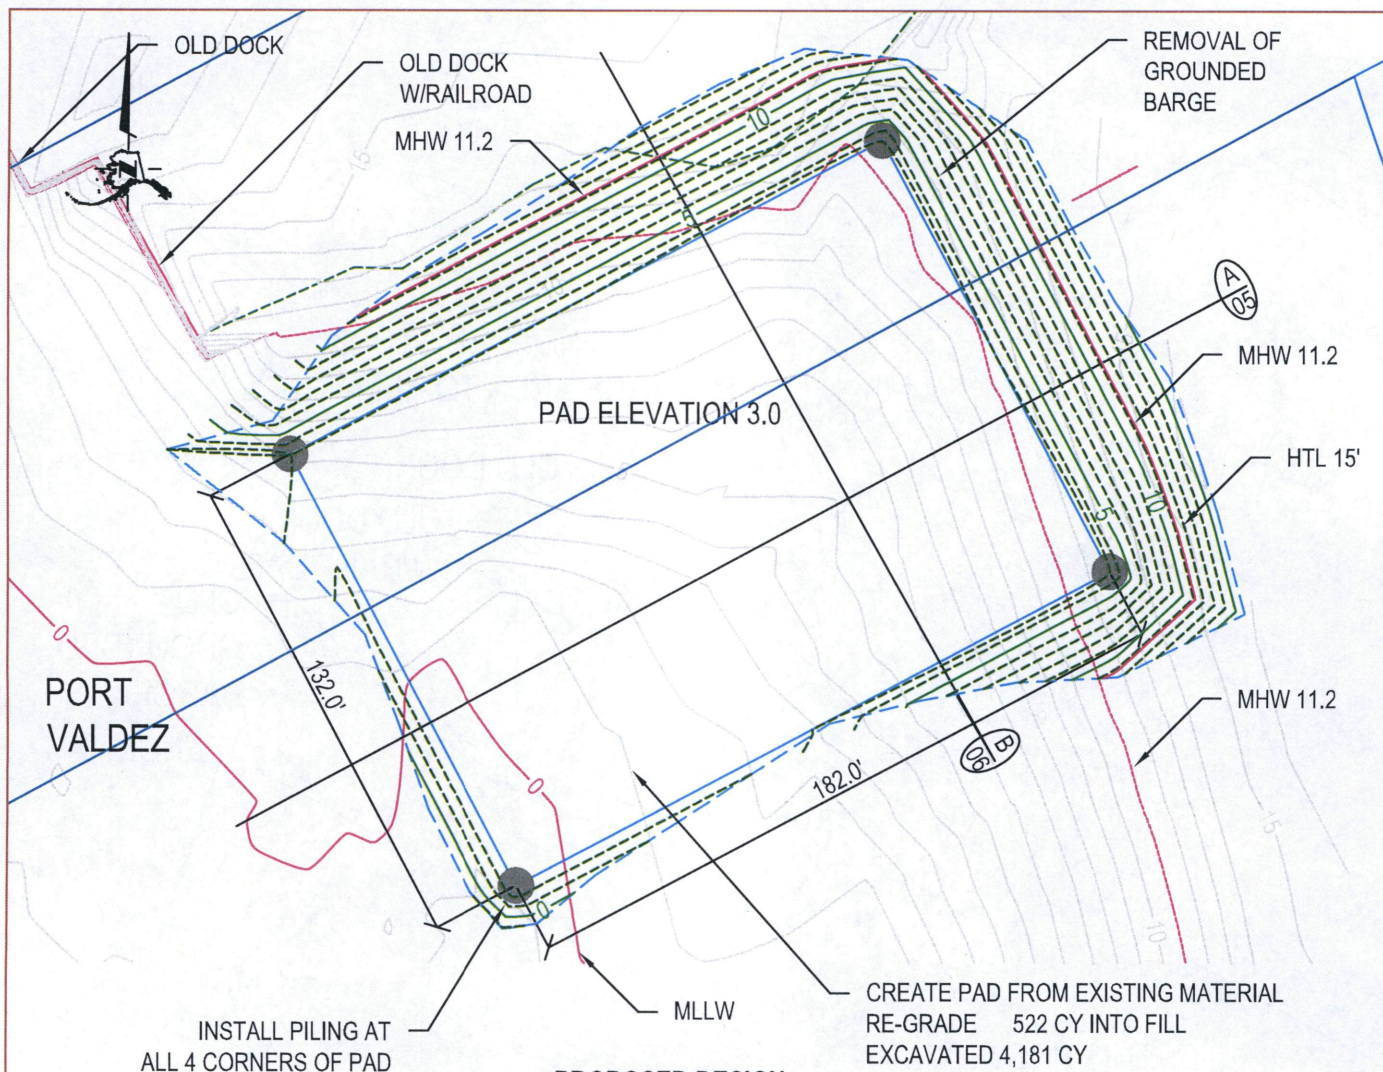 OLD DOCK
OLD DOCK
W/RAILROAD
MHW 11.2
REMOVAL OF
GROUNDED
BARGE
15
10
5
N
A
05
MHW 11.2
PAD ELEVATION 3.0
HTL 15'
10
5
0
0
132.0'
PORT
VALDEZ
MHW 11.2
B
06
182.0'
0
15
0
10
MLLW
INSTALL PILING AT
ALL 4 CORNERS OF PAD
CREATE PAD FROM EXISTING MATERIAL
RE-GRADE 522 CY INTO FILL
EXCAVATED 4,181 CY
PROPOSED DESIGN